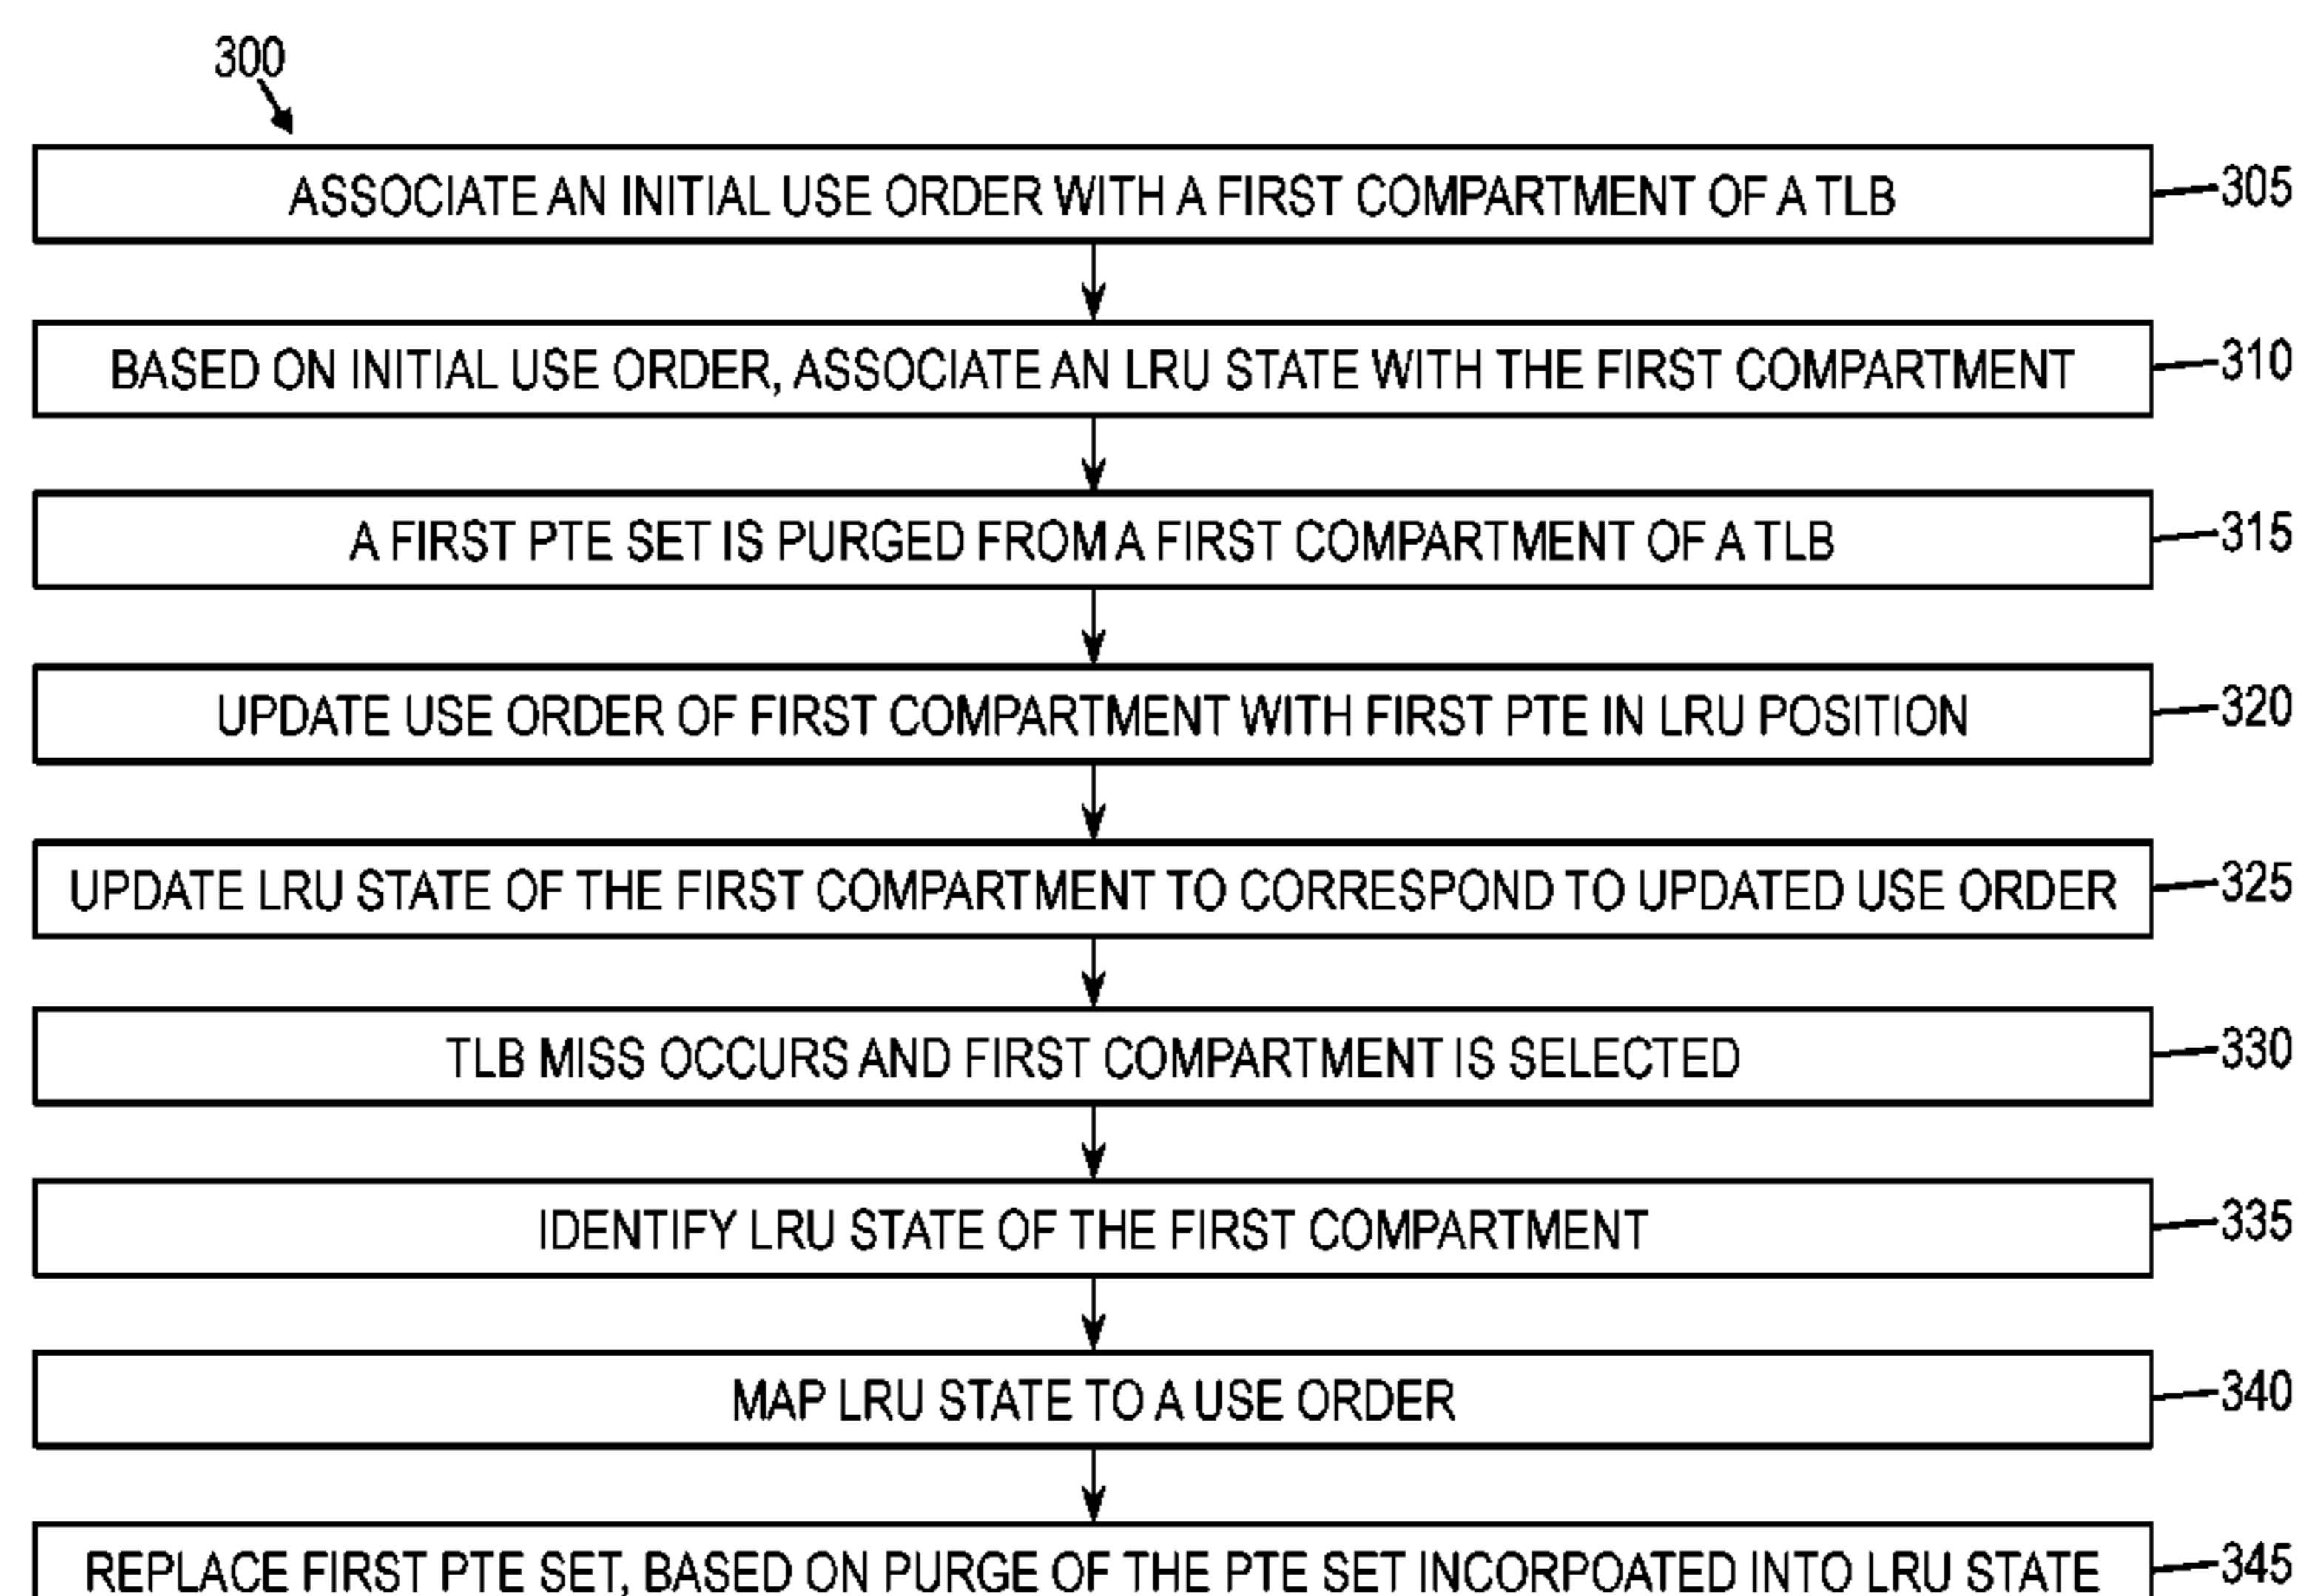 300
ASSOCIATE AN INITIAL USE ORDER WITH A FIRST COMPARTMENT OF A TLB
305
BASED ON INITIAL USE ORDER, ASSOCIATE AN LRU STATE WITH THE FIRST COMPARTMENT
310
A FIRST PTE SET IS PURGED FROM A FIRST COMPARTMENT OF A TLB
315
UPDATE USE ORDER OF FIRST COMPARTMENT WITH FIRST PTE IN LRU POSITION
320
UPDATE LRU STATE OF THE FIRST COMPARTMENT TO CORRESPOND TO UPDATED USE ORDER
325
TLB MISS OCCURS AND FIRST COMPARTMENT IS SELECTED
330
IDENTIFY LRU STATE OF THE FIRST COMPARTMENT
335
MAP LRU STATE TO A USE ORDER
340
REPLACE FIRST PTE SET, BASED ON PURGE OF THE PTE SET INCORPOATED INTO LRU STATE
345